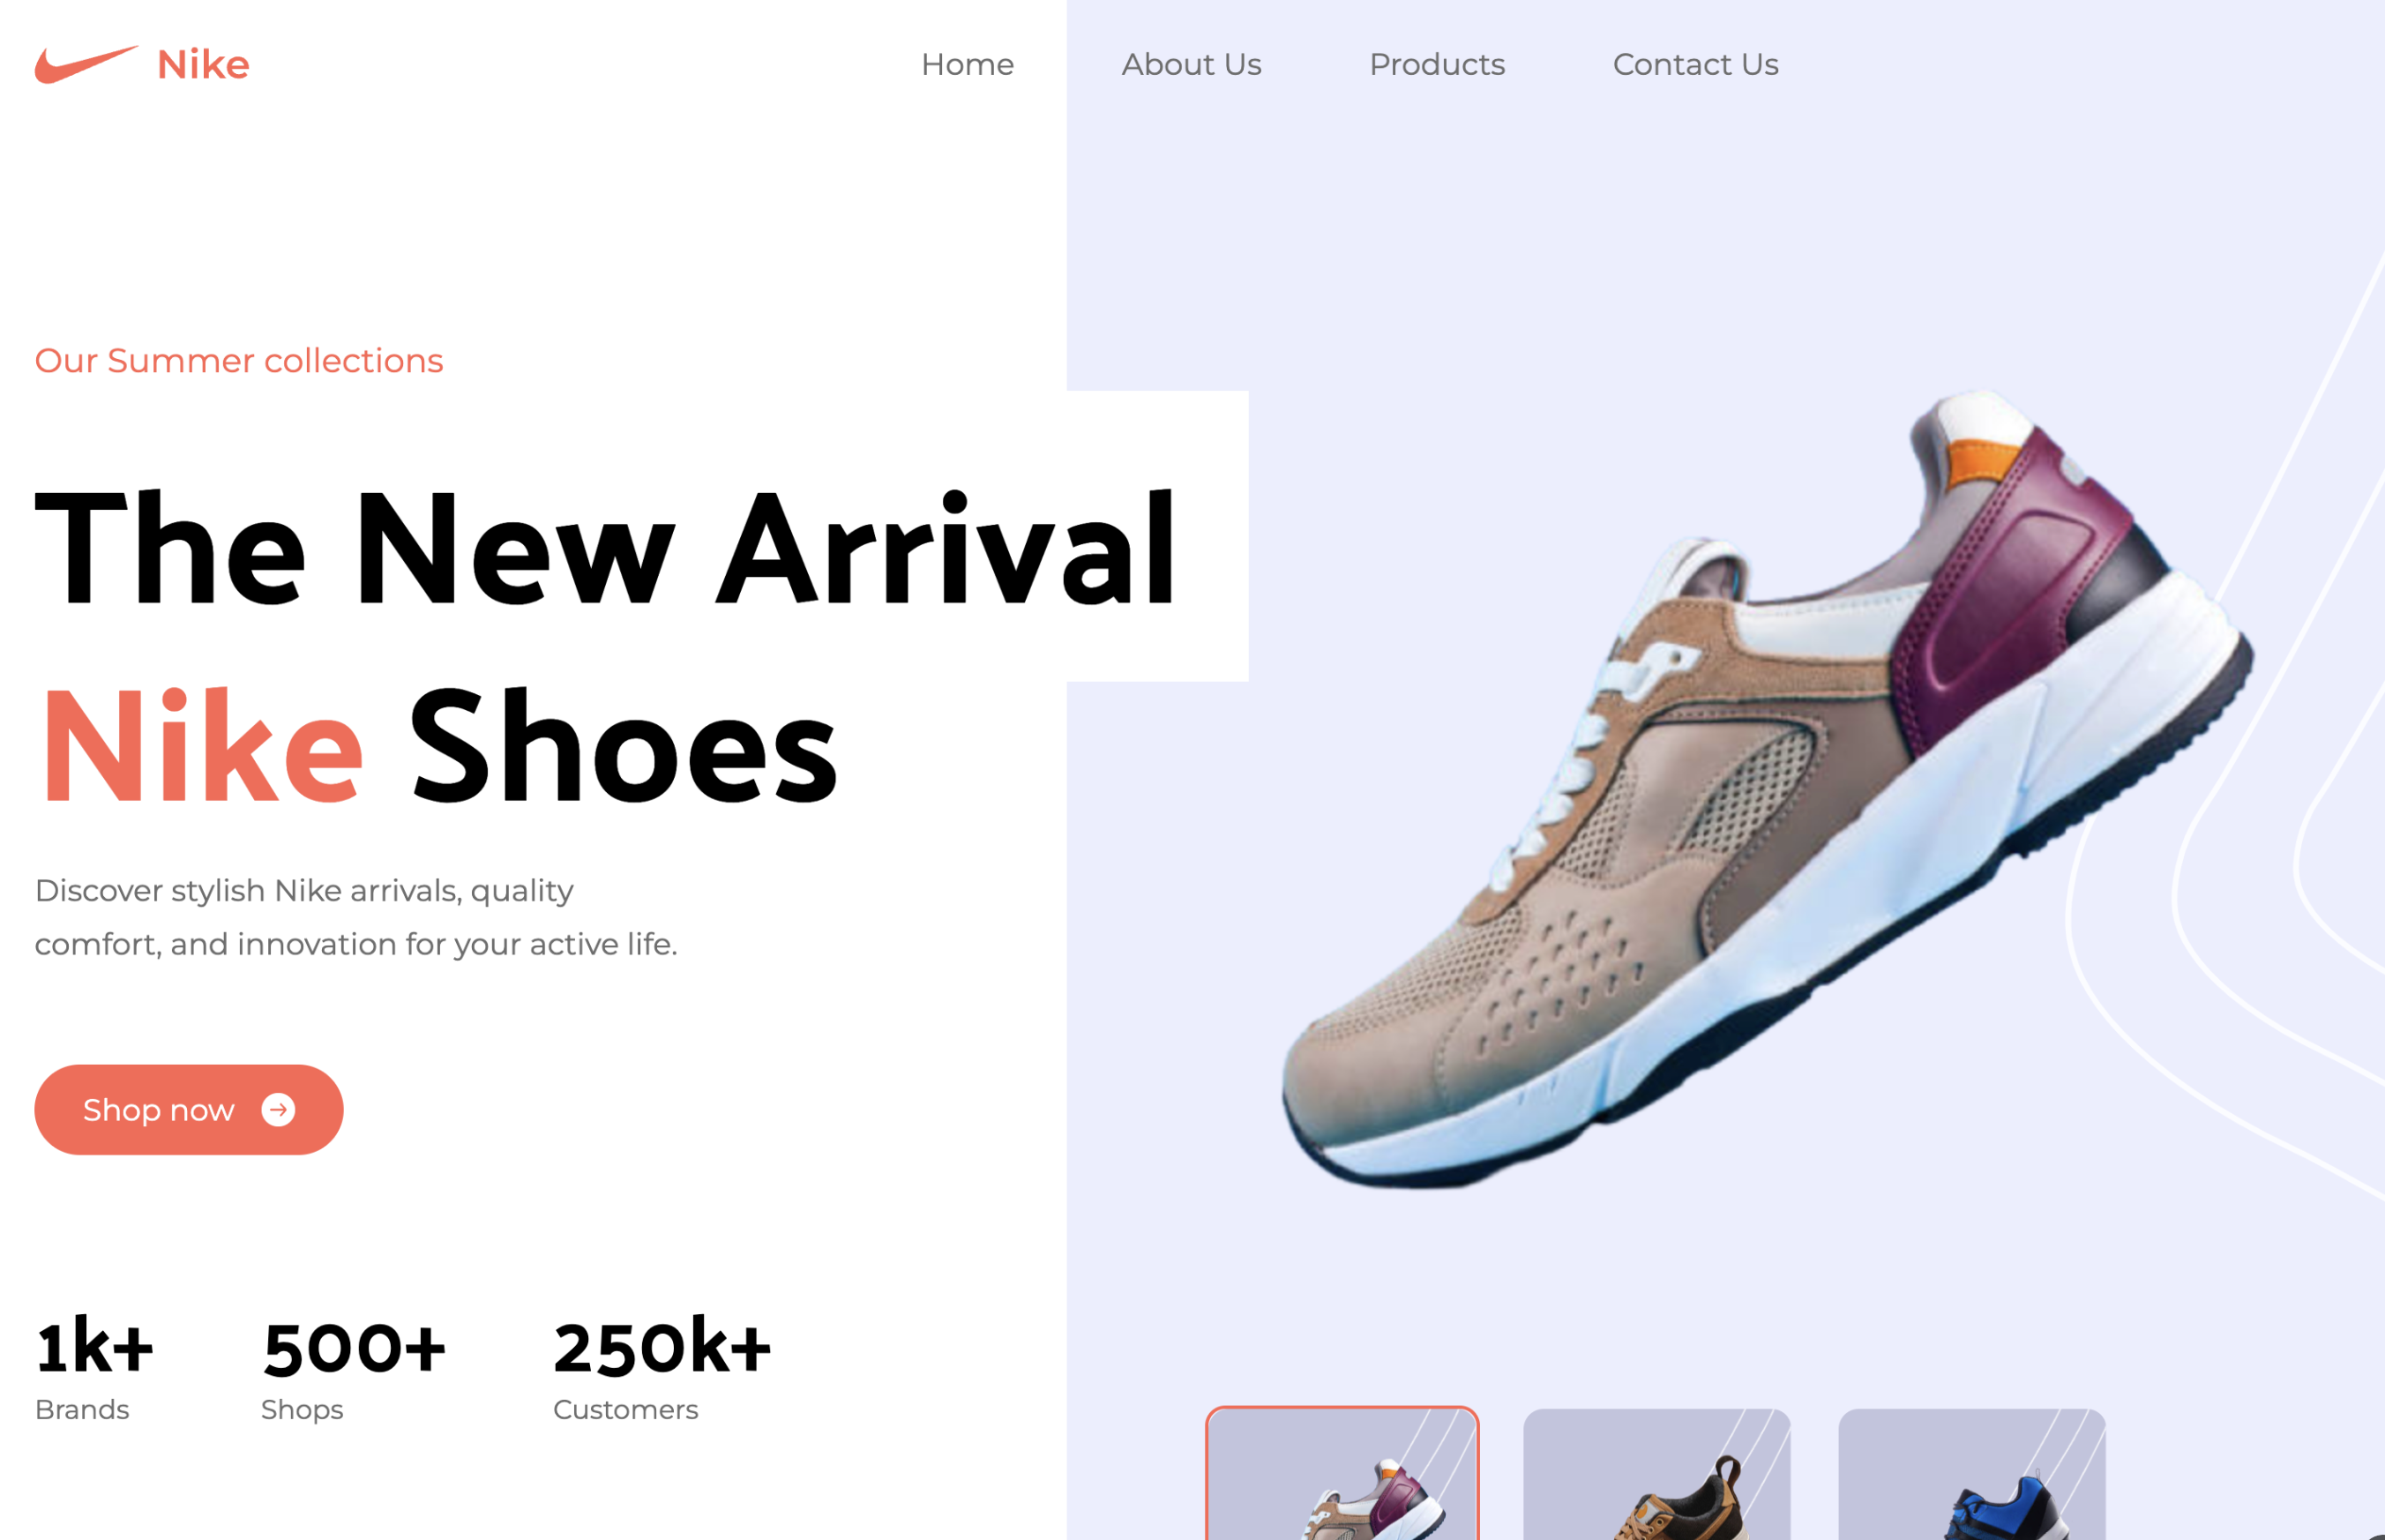 Nike
Home
About Us
Products
Contact Us
Our Summer collections
The New Arrival
Nike Shoes
Discover stylish Nike arrivals, quality
comfort, and innovation for your active life.
Shop now
1k+
Brands
500+
Shops
250k+
Customers